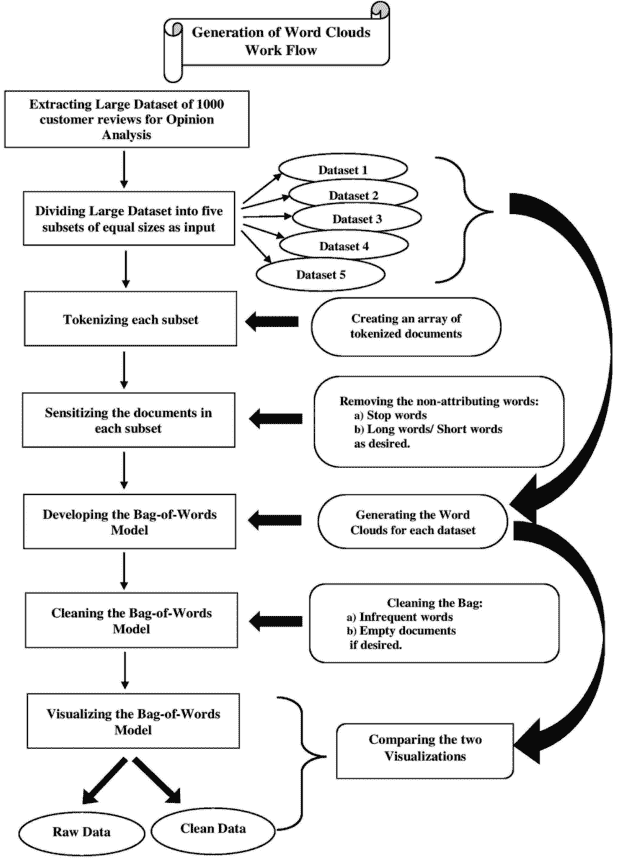 Generation of Word Clouds
Work Flow
Extracting Large Dataset of 1000
customer reviews for Opinion
Analysis
Dividing Large Dataset into five
subsets of equal sizes as input
Dataset 1
Dataset 2
Dataset 3
Dataset 4
Dataset 5
Tokenizing each subset
Creating an array of
tokenized documents
Sensitizing the documents in
each subset
Removing the non-attributing words:
a) Stop words
b) Long words/ Short words
as desired.
Developing the Bag-of-Words
Model
Generating the Word
Clouds for each dataset
Cleaning the Bag-of-Words
Model
Cleaning the Bag:
a) Infrequent words
b) Empty documents
if desired.
Visualizing the Bag-of-Words
Model
Comparing the two
Visualizations
Raw Data
Clean Data